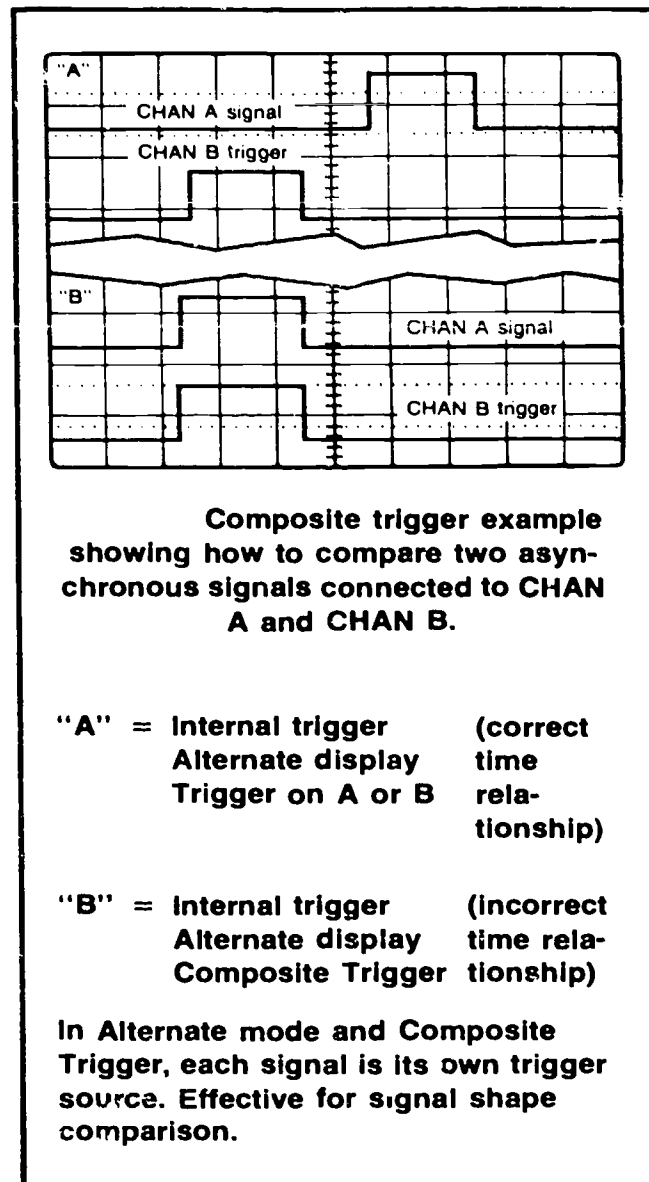 "A"
CHAN A signal
CHAN B trigger
"B"
CHAN A signal
CHAN B trigger
Composite trigger example
showing how to compare two asyn-
chronous signals connected to CHAN
A and CHAN B.
"A" = Internal trigger (correct
Alternate display time
Trigger on A or B rela-
tionship)
"B" = Internal trigger (incorrect
Alternate display time rela-
Composite Trigger tionship)
In Alternate mode and Composite
Trigger, each signal is its own trigger
source. Effective for signal shape
comparison.